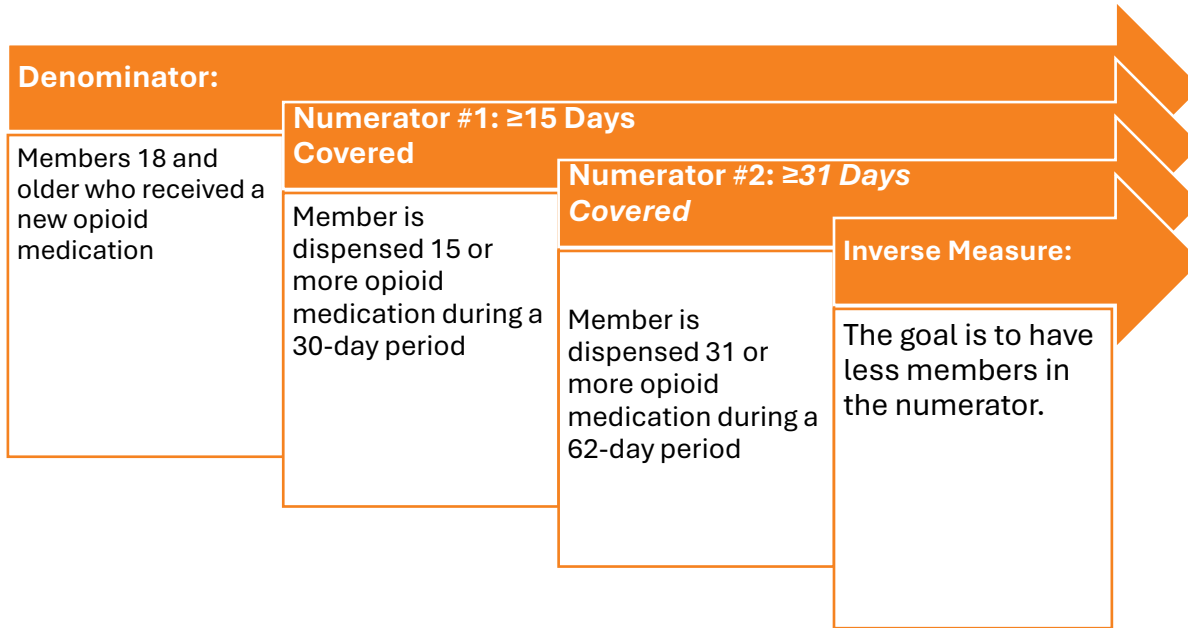 Denominator:
Members 18 and
older who received a
new opioid
medication
Numerator #1: ≥15 Days
Covered
Member is
dispensed 15 or
more opioid
medication during a
30-day period
Numerator #2: ≥31 Days
Covered
Member is
dispensed 31 or
more opioid
medication during a
62-day period
Inverse Measure:
The goal is to have
less members in
the numerator.